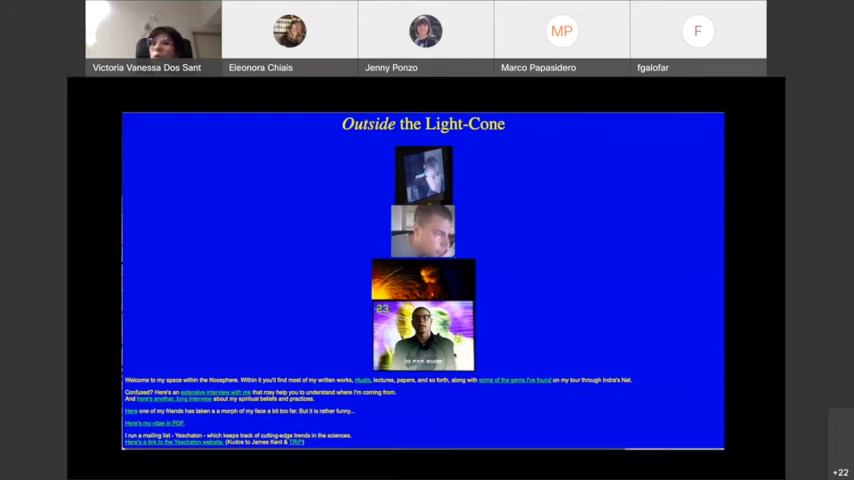 MP
F
Victoria Vanessa Dos Sant
Eleonora Chiais
Jenny Ponzo
Marco Papasidero
fgalofar
Outside the Light-Cone
23
Welcome to my space within the Noosphere. Within it you'll find most of my written works, rituals, lectures, papers, and so forth, along with some of the gems I've found on my tour through Indra's Net.
Confused? Here's an extensive interview with me that may help you to understand where I'm coming from.
And here's another, long interview about my spiritual beliefs and practices.
Here one of my friends has taken a a morph of my face a bit too far. But it is rather funny...
Here's my vitae in PDF.
I run a mailing list - Yeschaton - which keeps track of cutting-edge trends in the sciences.
Here's a link to the Yeschaton website. (Kudos to James Kent & TRIP)
+22